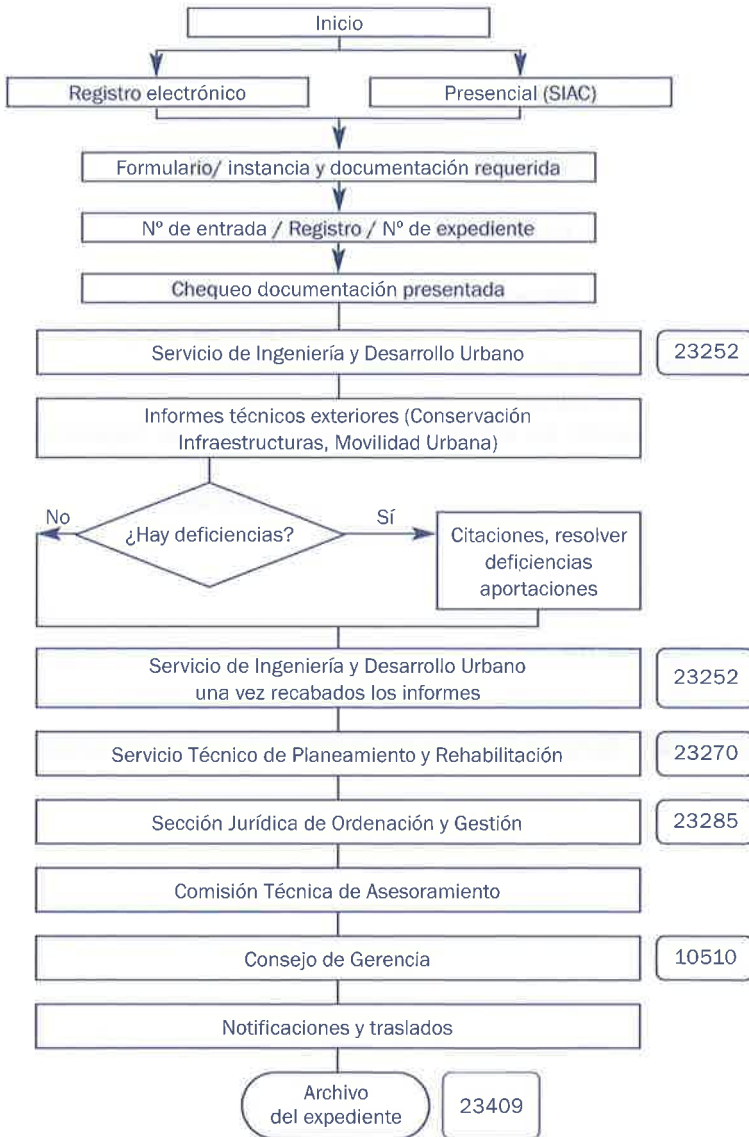 Inicio
Registro electrónico
Presencial (SIAC)
Formulario/ instancia y documentación requerida
Nº de entrada / Registro / Nº de expediente
Chequeo documentación presentada
Servicio de Ingeniería y Desarrollo Urbano
23252
Informes técnicos exteriores (Conservación
Infraestructuras, Movilidad Urbana)
No
¿Hay deficiencias?
Sí
Citaciones, resolver
deficiencias
aportaciones
Servicio de Ingeniería y Desarrollo Urbano
una vez recabados los informes
23252
Servicio Técnico de Planeamiento y Rehabilitación
23270
Sección Jurídica de Ordenación y Gestión
23285
Comisión Técnica de Asesoramiento
Consejo de Gerencia
10510
Notificaciones y traslados
Archivo
del expediente
23409